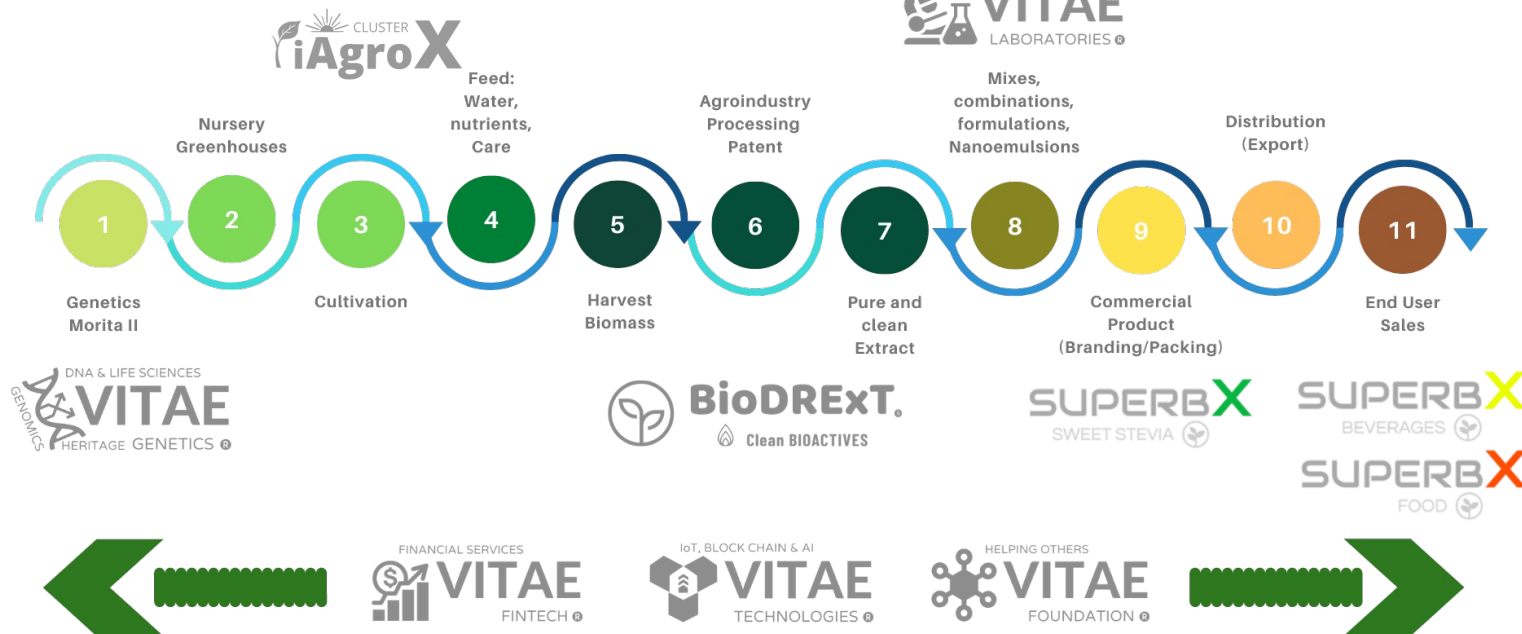 CLUSTER
iAgroX
VITAE
LABORATORIES ®
Feed:
Water,
nutrients,
Care
Nursery
Greenhouses
Agroindustry
Processing
Patent
Mixes,
combinations,
formulations,
Nanoemulsions
Distribution
(Export)
1
2
3
4
5
6
7
8
9
10
11
Genetics
Morita II
Cultivation
Harvest
Biomass
Pure and
clean
Extract
Commercial
Product
(Branding/Packing)
End User
Sales
DNA & LIFE SCIENCES
GENOMICS
VITAE
HERITAGE GENETICS ®
BioDRExT®
Clean BIOACTIVES
SUPERBX
SWEET STEVIA
SUPERBX
BEVERAGES
SUPERBX
FOOD
FINANCIAL SERVICES
$
VITAE
FINTECH ®
IoT, BLOCK CHAIN & AI
VITAE
TECHNOLOGIES ®
HELPING OTHERS
VITAE
FOUNDATION ®